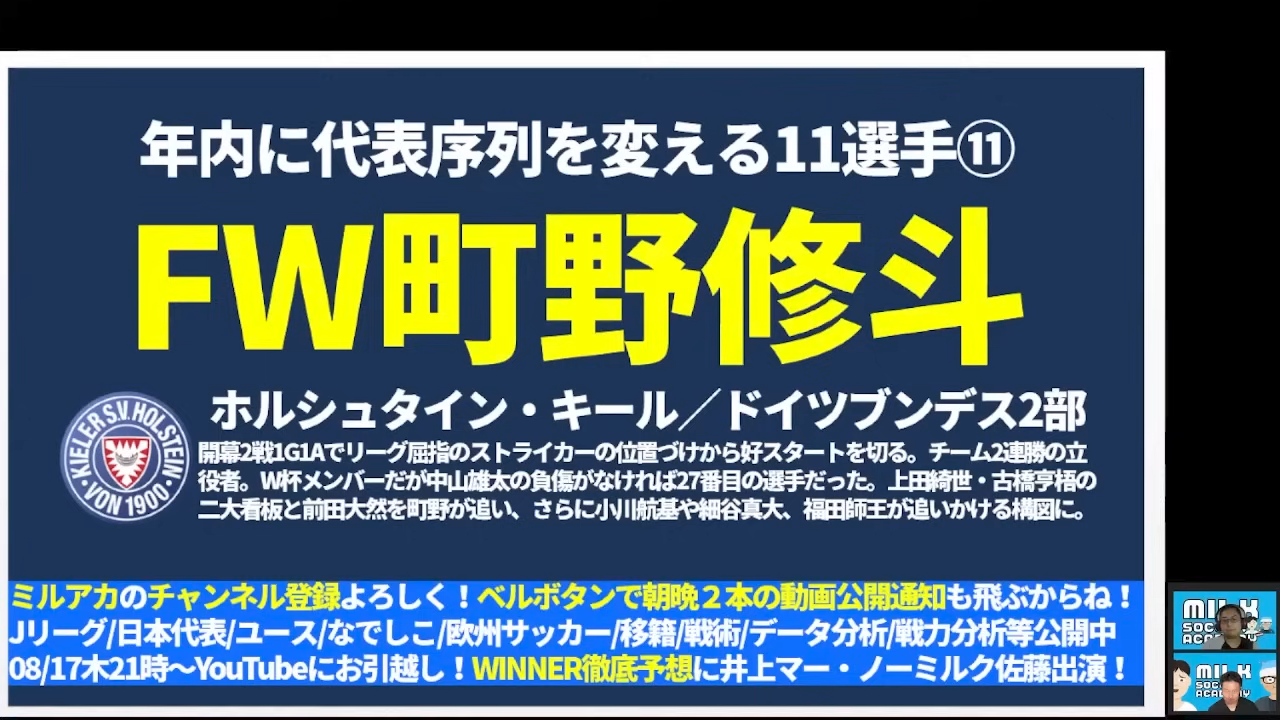 年内に代表序列を変える11選手⑪
FW町野修斗
ホルシュタイン・キール／ドイツブンデス2部
KIELER S.V. HOLSTEIN
・VON 1900・
開幕2戦1G1Aでリーグ屈指のストライカーの位置づけから好スタートを切る。チーム2連勝の立
役者。W杯メンバーだが中山雄太の負傷がなければ27番目の選手だった。上田綺世・古橋亨梧の
二大看板と前田大然を町野が追い、さらに小川航基や細谷真大、福田師王が追いかける構図に。
ミルアカのチャンネル登録よろしく！ベルボタンで朝晩２本の動画公開通知も飛ぶからね！
Jリーグ/日本代表/ユース/なでしこ/欧州サッカー/移籍/戦術/データ分析/戦力分析等公開中
08/17木21時〜YouTubeにお引越し！WINNER徹底予想に井上マー・ノーミルク佐藤出演！
MILK
MILK